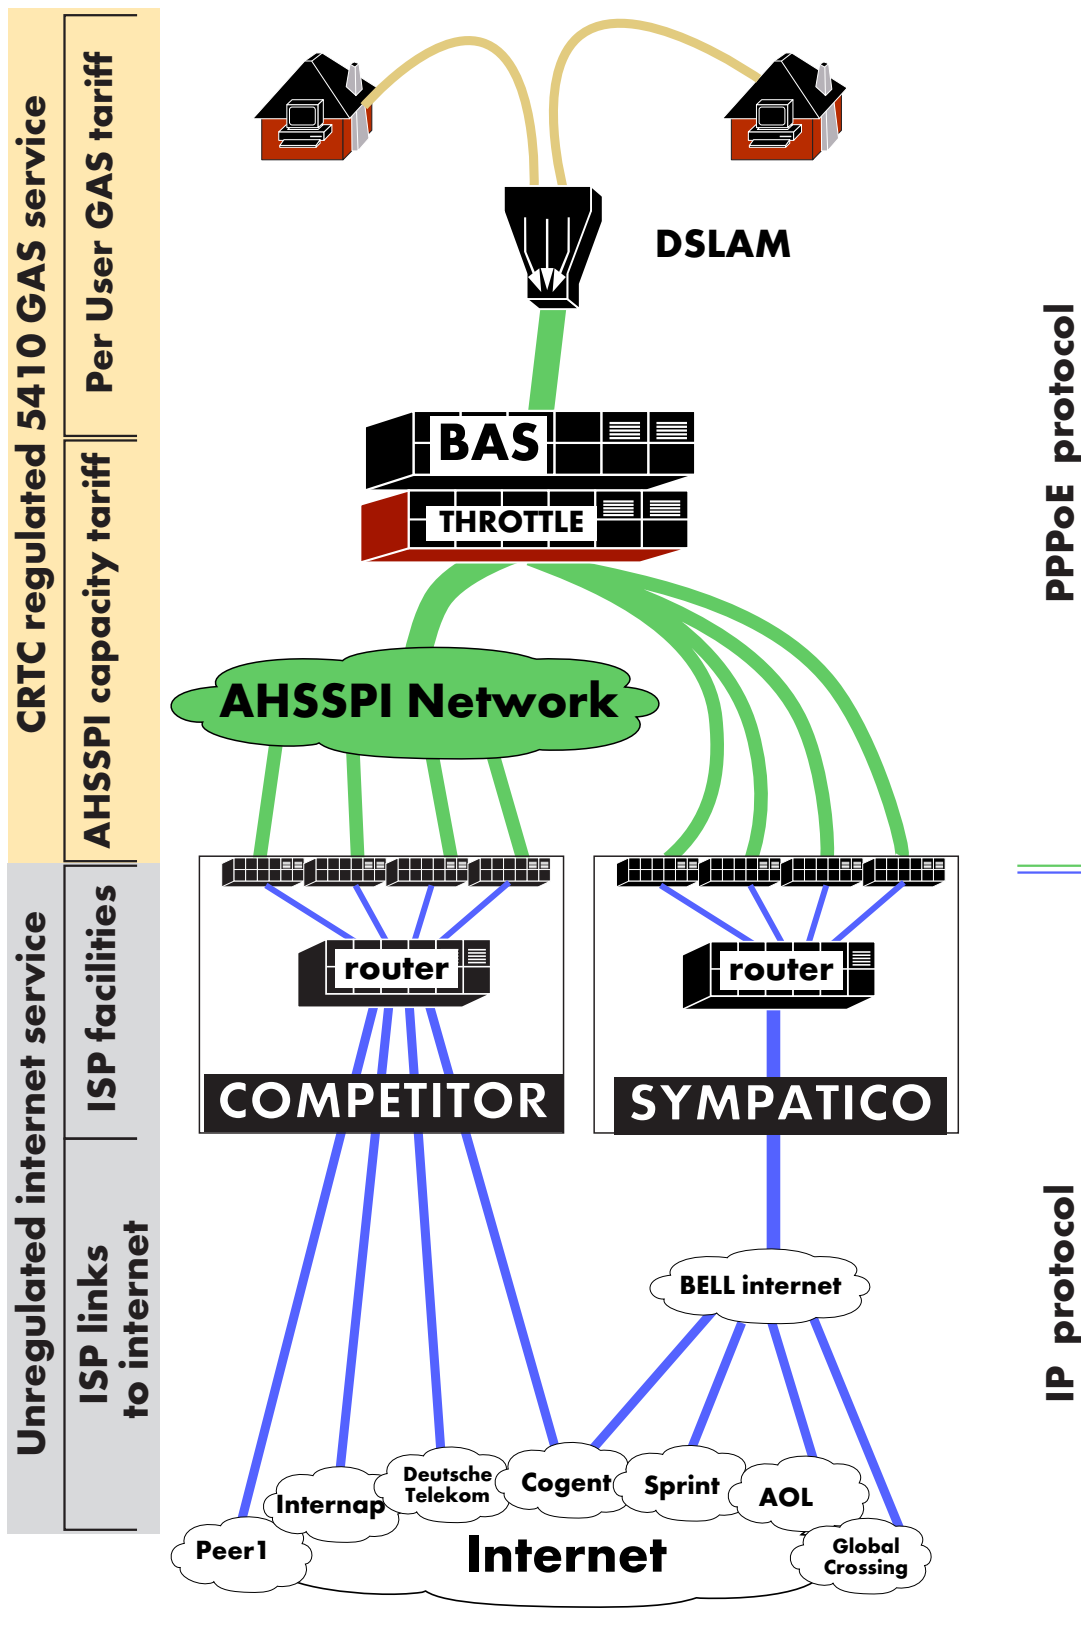 CRTC regulated 5410 GAS service
Per User GAS tariff
AHSSPI capacity tariff
DSLAM
BAS
THROTTLE
PPPoE protocol
AHSSPI Network
Unregulated internet service
ISP facilities
ISP links
to internet
router
router
COMPETITOR
SYMPATICO
IP protocol
BELL internet
Peer1
Internap
Deutsche
Telekom
Cogent
Sprint
AOL
Global
Crossing
Internet